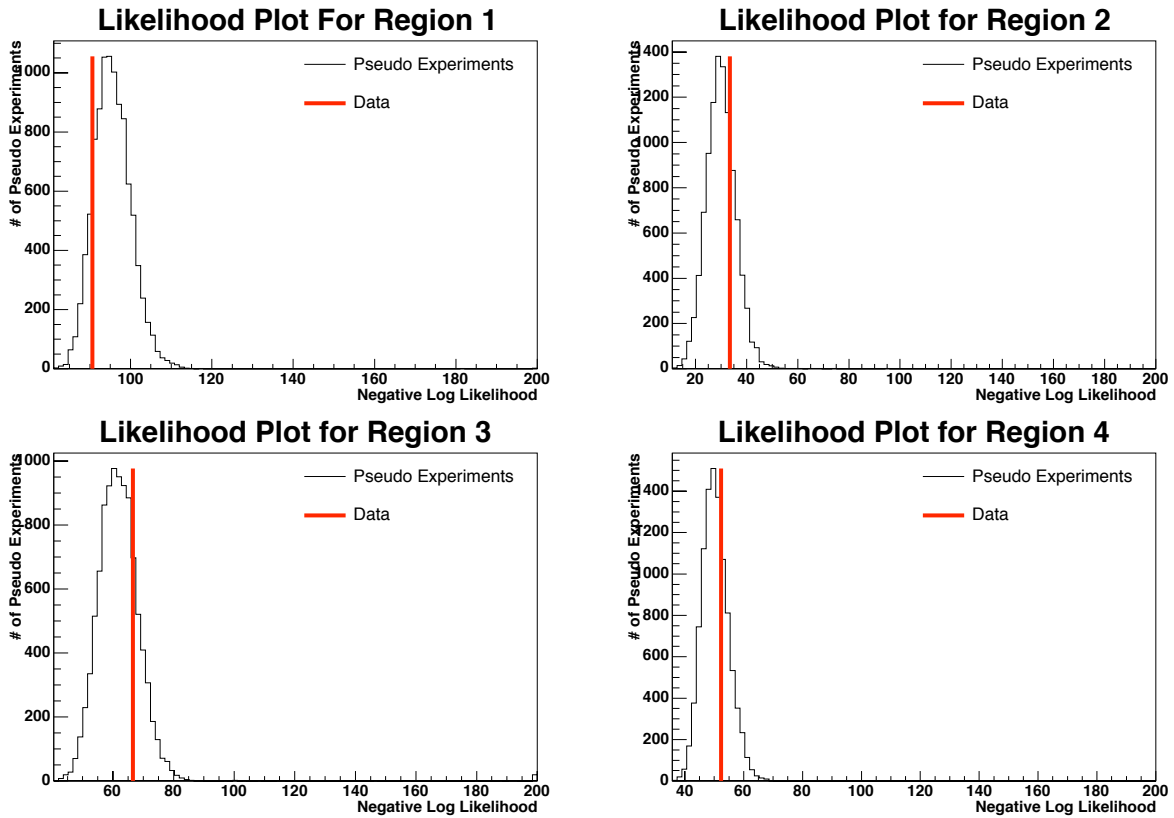 Likelihood Plot For Region 1
# of Pseudo Experiments
1000
800
600
400
200
0
Pseudo Experiments
Data
100 120 140 160 180 200
Negative Log Likelihood
Likelihood Plot for Region 2
# of Pseudo Experiments
1400
1200
1000
800
600
400
200
0
Pseudo Experiments
Data
20 40 60 80 100 120 140 160 180 200
Negative Log Likelihood
Likelihood Plot for Region 3
# of Pseudo Experiments
1000
800
600
400
200
0
Pseudo Experiments
Data
60 80 100 120 140 160 180 200
Negative Log Likelihood
Likelihood Plot for Region 4
# of Pseudo Experiments
1400
1200
1000
800
600
400
200
0
Pseudo Experiments
Data
40 60 80 100 120 140 160 180 200
Negative Log Likelihood